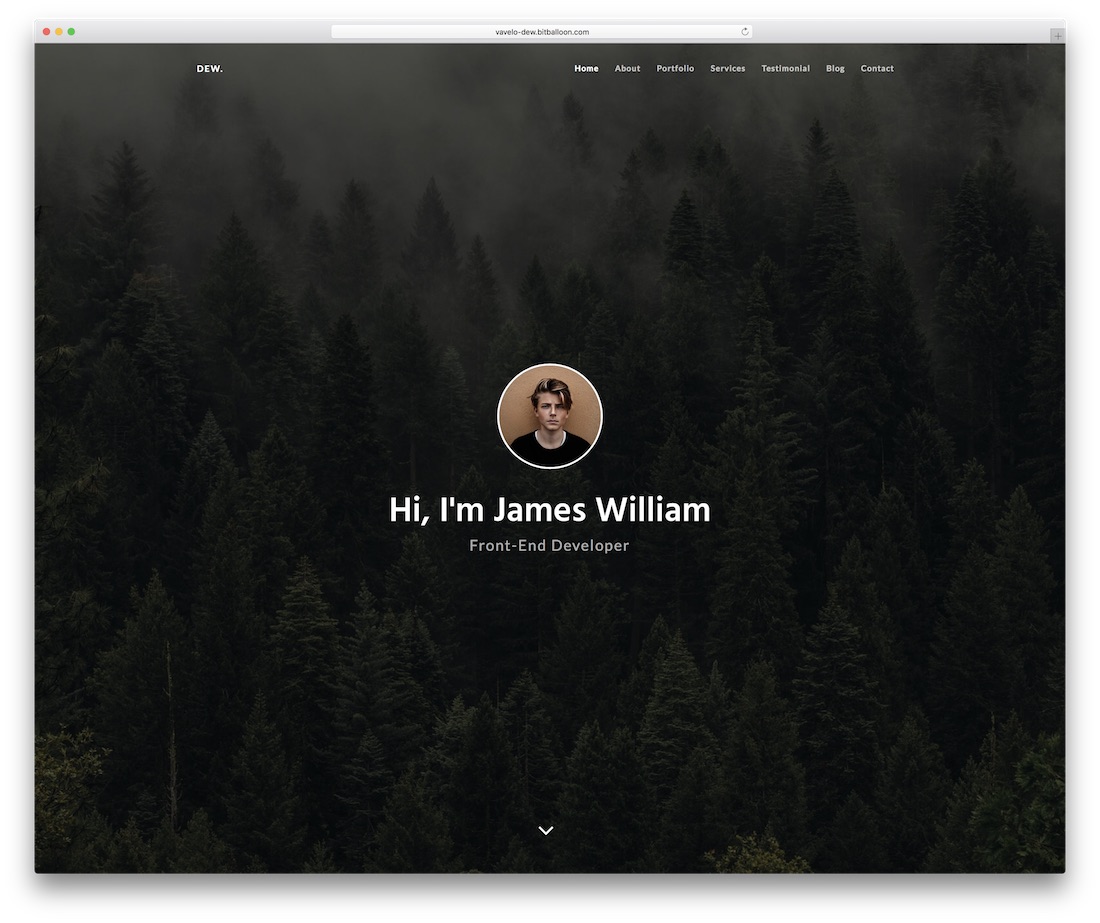 vavelo-dew.bitballoon.com
DEW.
Home About Portfolio Services Testimonial Blog Contact
Hi, I'm James William
Front-End Developer